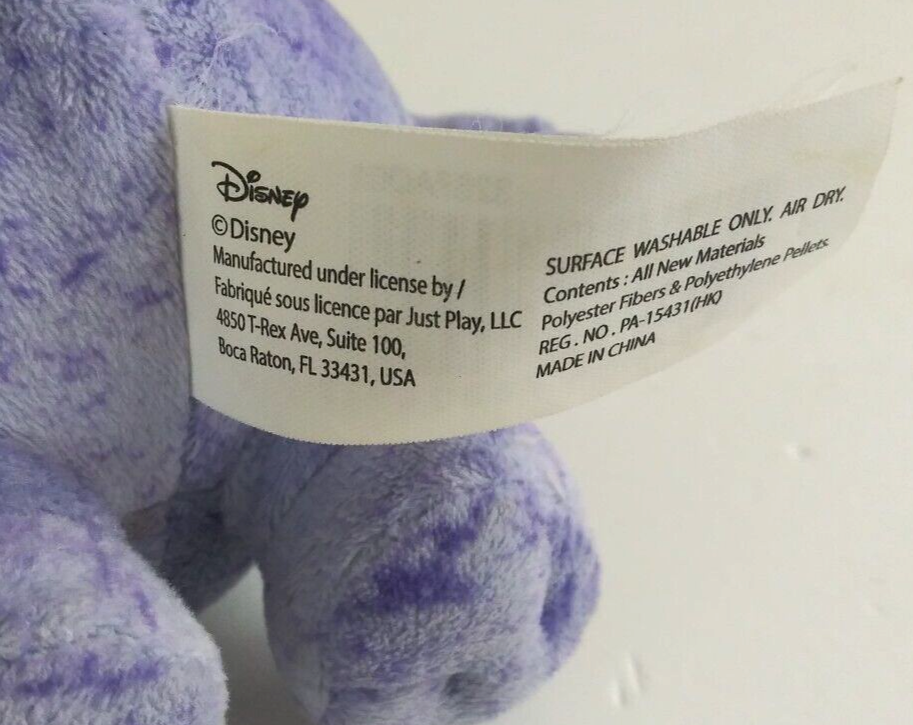 Disney
©Disney
Manufactured under license by /
Fabriqué sous licence par Just Play, LLC
4850 T-Rex Ave, Suite 100,
Boca Raton, FL 33431, USA
SURFACE WASHABLE ONLY. AIR DRY.
Contents : All New Materials
Polyester Fibers & Polyethylene Pellets
REG . NO . PA-15431(HK)
MADE IN CHINA